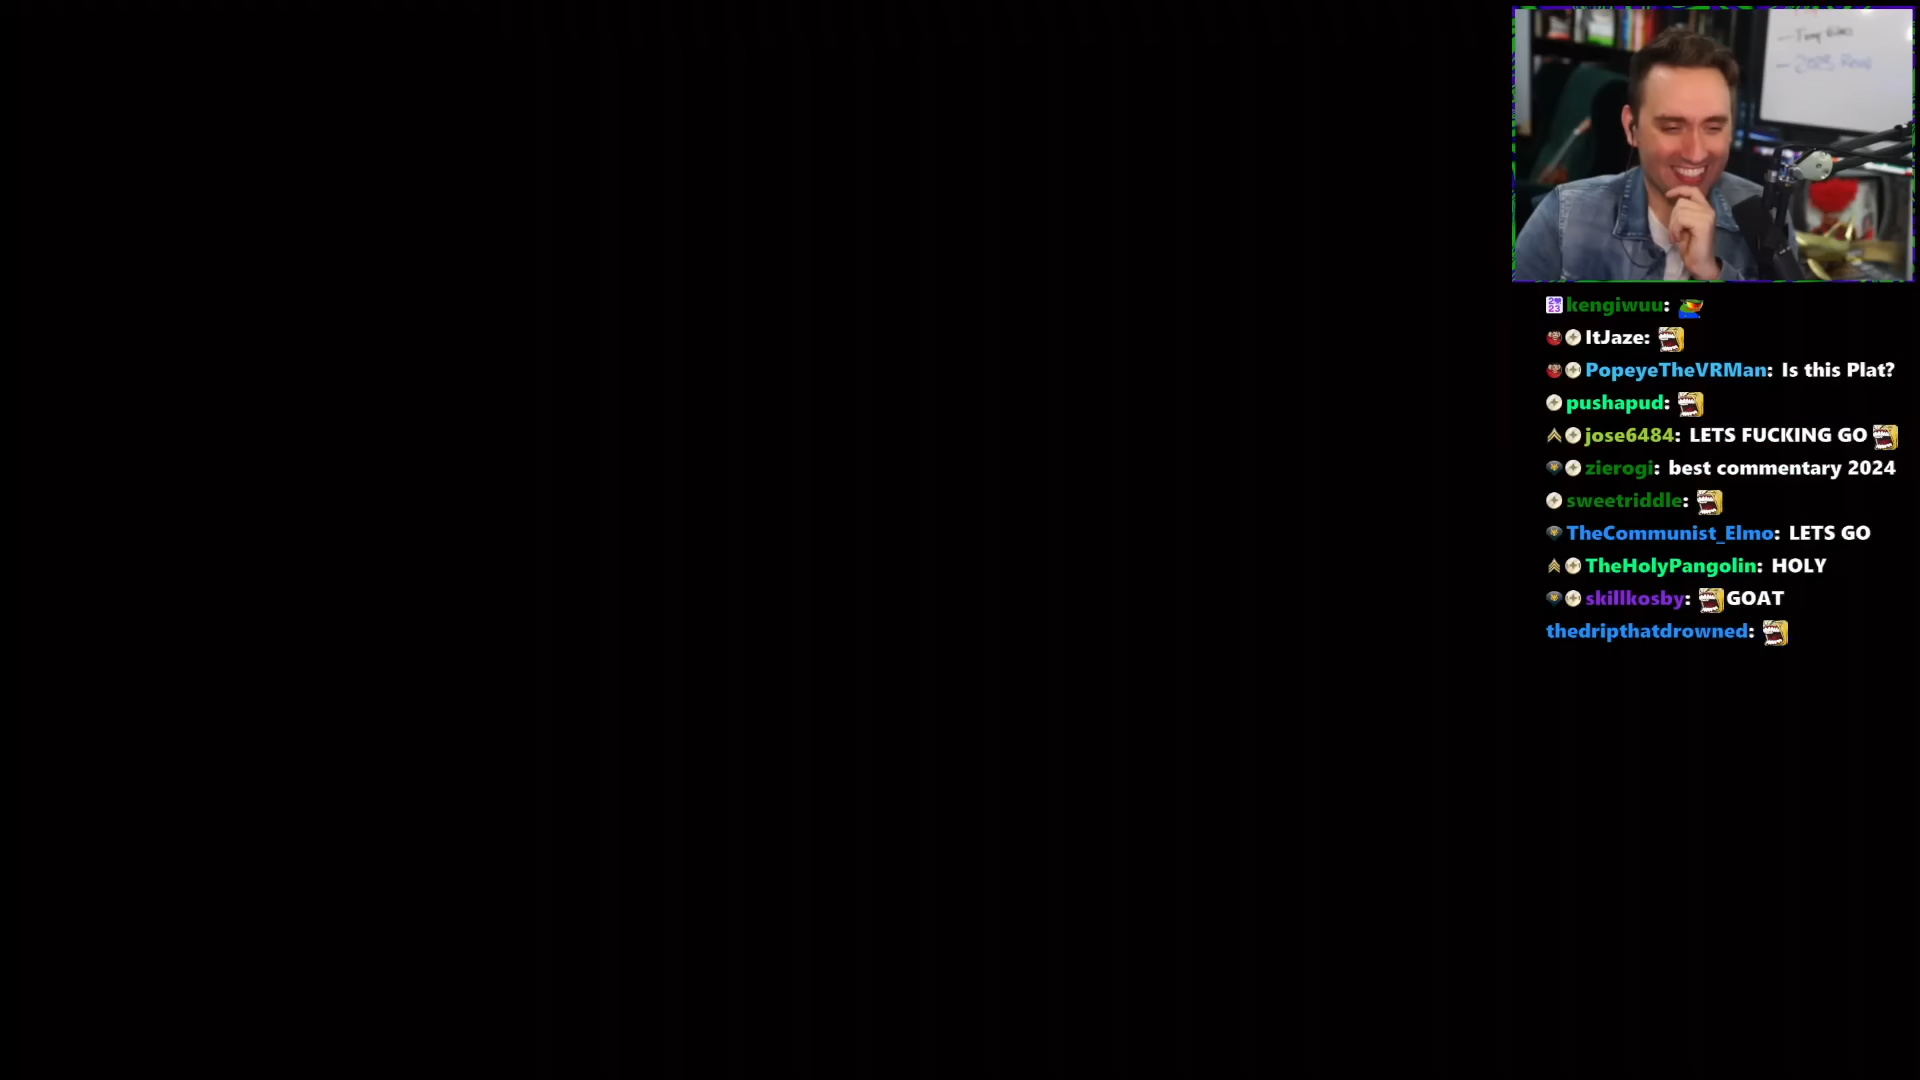 kengiwuu:
ItJaze:
PopeyeTheVRMan: Is this Plat?
pushapud:
jose6484: LETS FUCKING GO
zierogi: best commentary 2024
sweetriddle:
TheCommunist_Elmo: LETS GO
TheHolyPangolin: HOLY
skillkosby: GOAT
thedripthatdrowned: